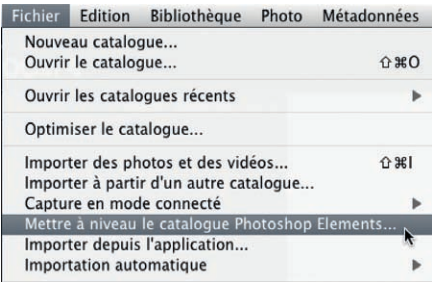 Fichier Edition Bibliothèque Photo Métadonnées
Nouveau catalogue...
Ouvrir le catalogue... ⇧⌘O
Ouvrir les catalogues récents ▶
Optimiser le catalogue...
Importer des photos et des vidéos... ⇧⌘I
Importer à partir d'un autre catalogue...
Capture en mode connecté ▶
Mettre à niveau le catalogue Photoshop Elements...
Importer depuis l'application...
Importation automatique ▶